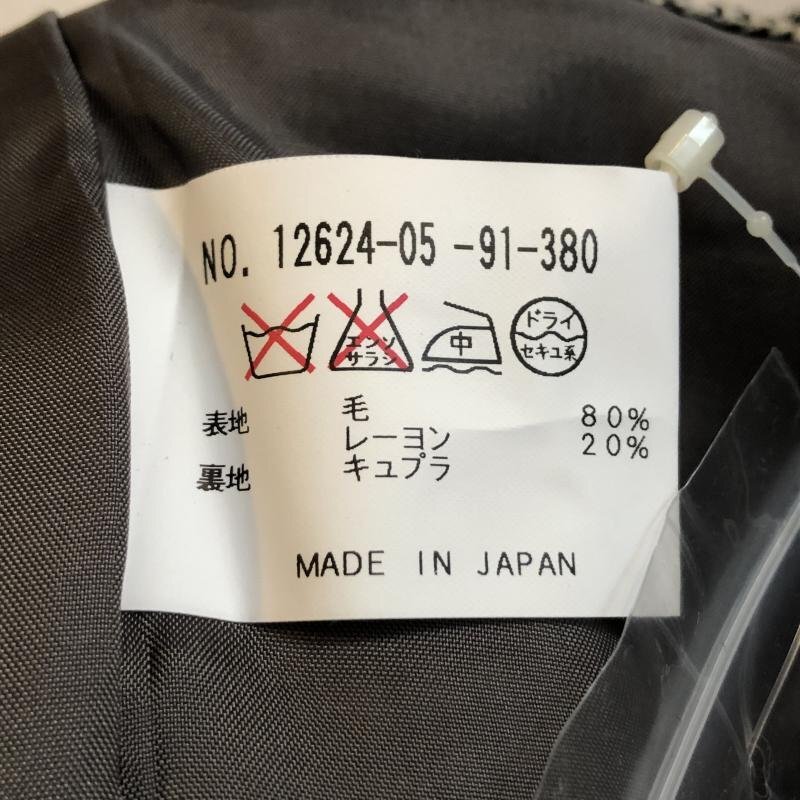 NO. 12624-05 -91-380
エンソ サラシ 中 ドライ セキユ系
表地 毛 80%
レーヨン 20%
裏地 キュプラ
MADE IN JAPAN